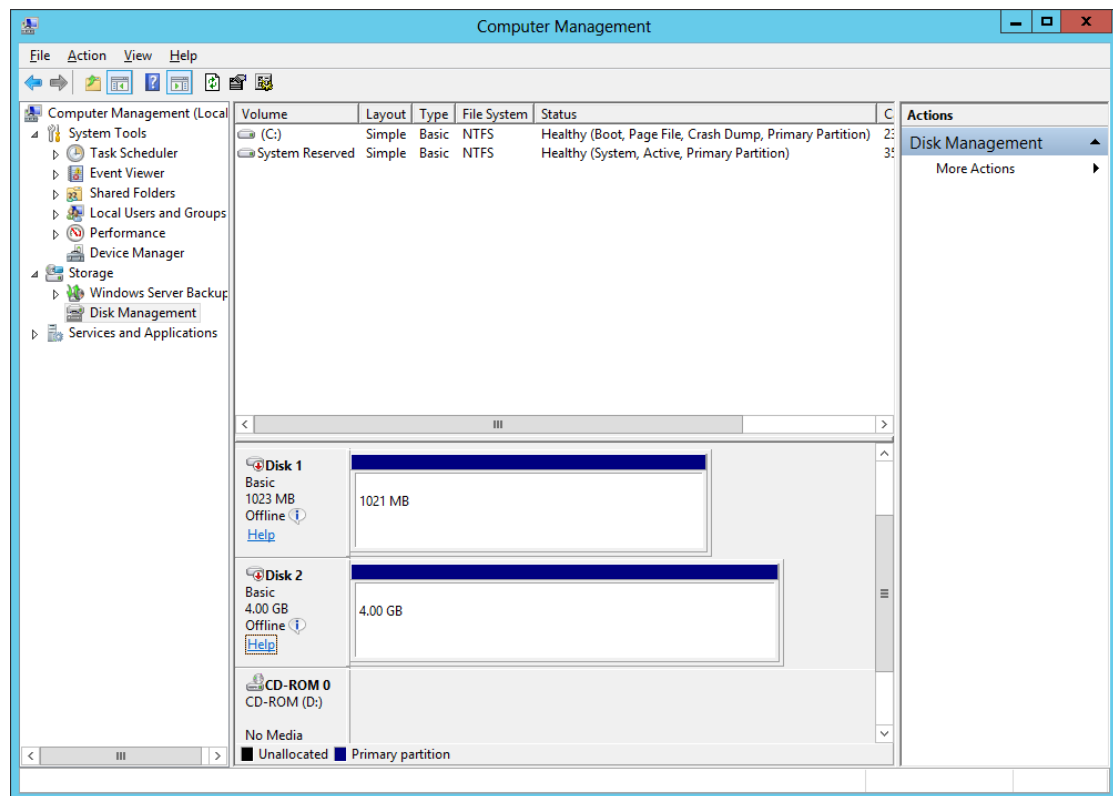 Computer Management
File Action View Help
Computer Management (Local
System Tools
Task Scheduler
Event Viewer
Shared Folders
Local Users and Groups
Performance
Device Manager
Storage
Windows Server Backup
Disk Management
Services and Applications
Volume Layout Type File System Status C
(C:) Simple Basic NTFS Healthy (Boot, Page File, Crash Dump, Primary Partition) 23
System Reserved Simple Basic NTFS Healthy (System, Active, Primary Partition) 35
Disk 1
Basic
1023 MB
Offline
Help
1021 MB
Disk 2
Basic
4.00 GB
Offline
Help
4.00 GB
CD-ROM 0
CD-ROM (D:)
No Media
Unallocated Primary partition
Actions
Disk Management
More Actions